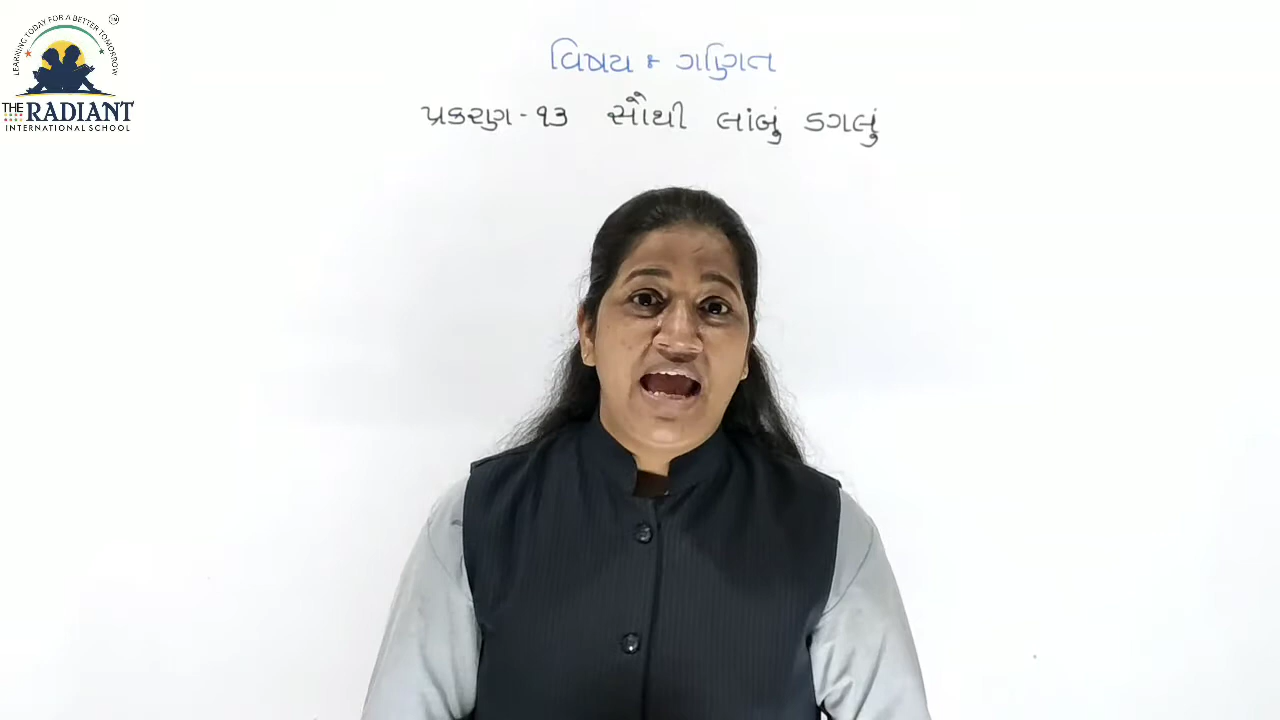 LEARNING TODAY FOR A BETTER TOMORROW
THE RADIANT
INTERNATIONAL SCHOOL
વિષય : ગણિત
પ્રકરણ - ૧૩ સૌથી લાંબું ડગલું